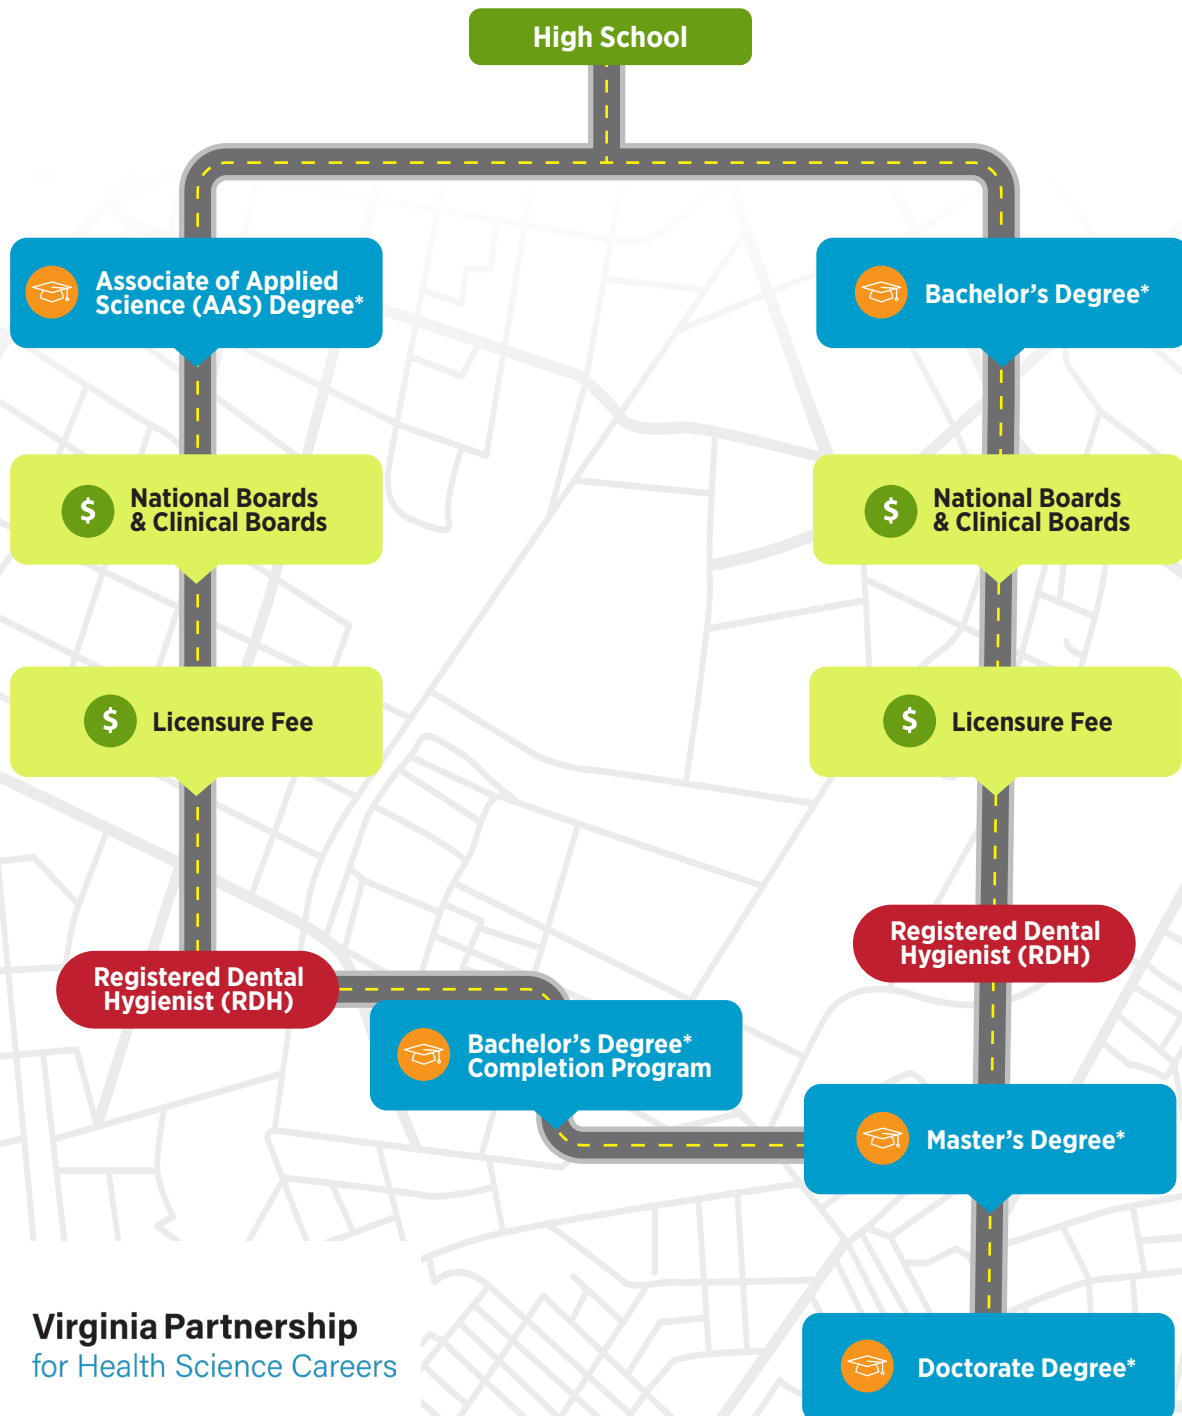 High School
Associate of Applied
Science (AAS) Degree*
Bachelor's Degree*
$
National Boards
& Clinical Boards
$
National Boards
& Clinical Boards
$
Licensure Fee
$
Licensure Fee
Registered Dental
Hygienist (RDH)
Registered Dental
Hygienist (RDH)
Bachelor's Degree*
Completion Program
Master's Degree*
Doctorate Degree*
Virginia Partnership
for Health Science Careers